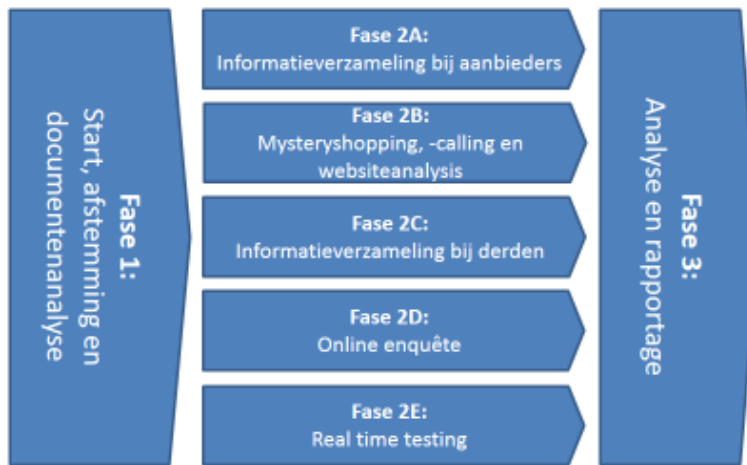 Fase 1:
Start, afstemming en
documentenanalyse
Fase 2A:
Informatieverzameling bij aanbieders
Fase 2B:
Mysteryshopping, -calling en
websiteanalysis
Fase 2C:
Informatieverzameling bij derden
Fase 2D:
Online enquête
Fase 2E:
Real time testing
Fase 3:
Analyse en rapportage